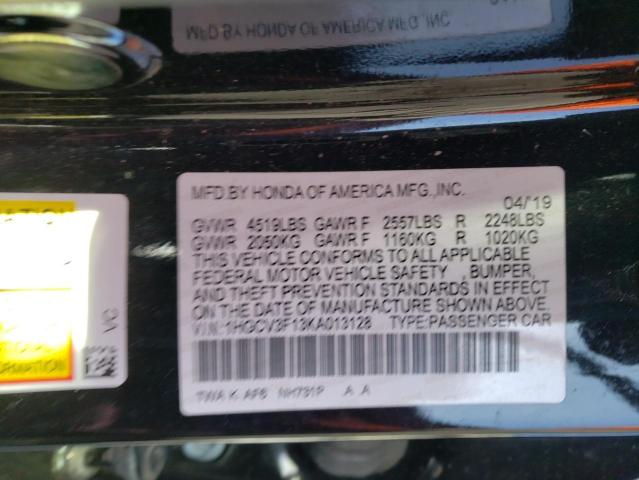 MFD BY HONDA OF AMERICA MFG., INC
MFD.BY HONDA OF AMERICA MFG.,INC.
04/19
GVWR 4519LBS GAWR F 2557LBS R 2248LBS
GVWR 2050KG GAWR F 1160KG R 1020KG
THIS VEHICLE CONFORMS TO ALL APPLICABLE
FEDERAL MOTOR VEHICLE SAFETY , BUMPER,
AND THEFT PREVENTION STANDARDS IN EFFECT
ON THE DATE OF MANUFACTURE SHOWN ABOVE.
V.I.N.:1HGCV3F13KA013128 TYPE:PASSENGER CAR
TWA K AF6 NH731P A A